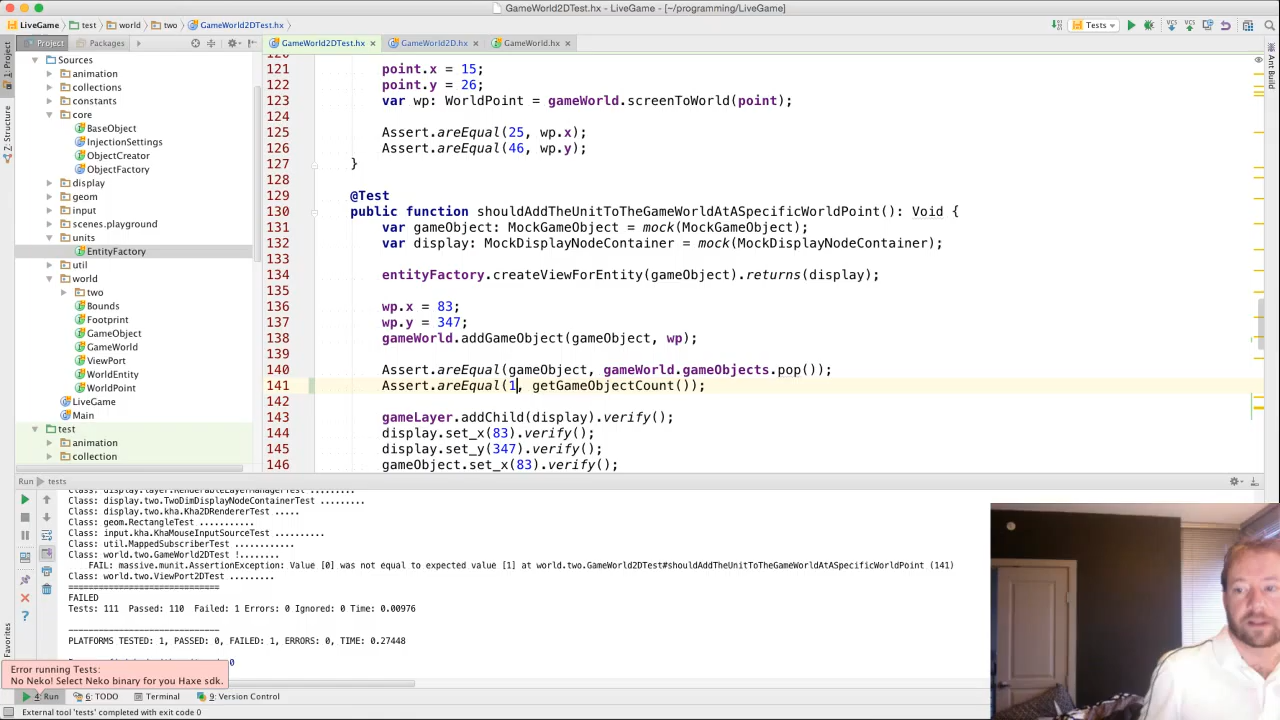 GameWorld2DTest.hx - LiveGame - [~/programming/LiveGame]
LiveGame test world two GameWorld2DTest.hx Tests
Project Packages GameWorld2DTest.hx × GameWorld2D.hx × GameWorld.hx ×
1: Project
7: Structure
Favorites
Ant Build
Sources
animation
collections
constants
core
BaseObject
InjectionSettings
ObjectCreator
ObjectFactory
display
geom
input
scenes.playground
units
EntityFactory
util
world
two
Bounds
Footprint
GameObject
GameWorld
ViewPort
WorldEntity
WorldPoint
LiveGame
Main
test
animation
collection
120
121 point.x = 15;
122 point.y = 26;
123 var wp: WorldPoint = gameWorld.screenToWorld(point);
124
125 Assert.areEqual(25, wp.x);
126 Assert.areEqual(46, wp.y);
127 }
128
129 @Test
130 public function shouldAddTheUnitToTheGameWorldAtASpecificWorldPoint(): Void {
131 var gameObject: MockGameObject = mock(MockGameObject);
132 var display: MockDisplayNodeContainer = mock(MockDisplayNodeContainer);
133
134 entityFactory.createViewForEntity(gameObject).returns(display);
135
136 wp.x = 83;
137 wp.y = 347;
138 gameWorld.addGameObject(gameObject, wp);
139
140 Assert.areEqual(gameObject, gameWorld.gameObjects.pop());
141 Assert.areEqual(1, getGameObjectCount());
142
143 gameLayer.addChild(display).verify();
144 display.set_x(83).verify();
145 display.set_y(347).verify();
146 gameObject.set_x(83).verify();
Run tests
Class: display.layer.RenderableLayerManagerTest .........
Class: display.two.TwoDimDisplayNodeContainerTest .........
Class: display.two.kha.Kha2DRendererTest .....
Class: geom.RectangleTest ...........
Class: input.kha.KhaMouseInputSourceTest ..........
Class: util.MappedSubscriberTest ............
Class: world.two.GameWorld2DTest !........
FAIL: massive.munit.AssertionException: Value [0] was not equal to expected value [1] at world.two.GameWorld2DTest#shouldAddTheUnitToTheGameWorldAtASpecificWorldPoint (141)
Class: world.two.ViewPort2DTest .........
==============================
FAILED
Tests: 111 Passed: 110 Failed: 1 Errors: 0 Ignored: 0 Time: 0.00976
------------------------------
PLATFORMS TESTED: 1, PASSED: 0, FAILED: 1, ERRORS: 0, TIME: 0.27448
0
Error running Tests:
No Neko! Select Neko binary for you Haxe sdk.
4: Run 6: TODO Terminal 9: Version Control
External tool 'tests' completed with exit code 0